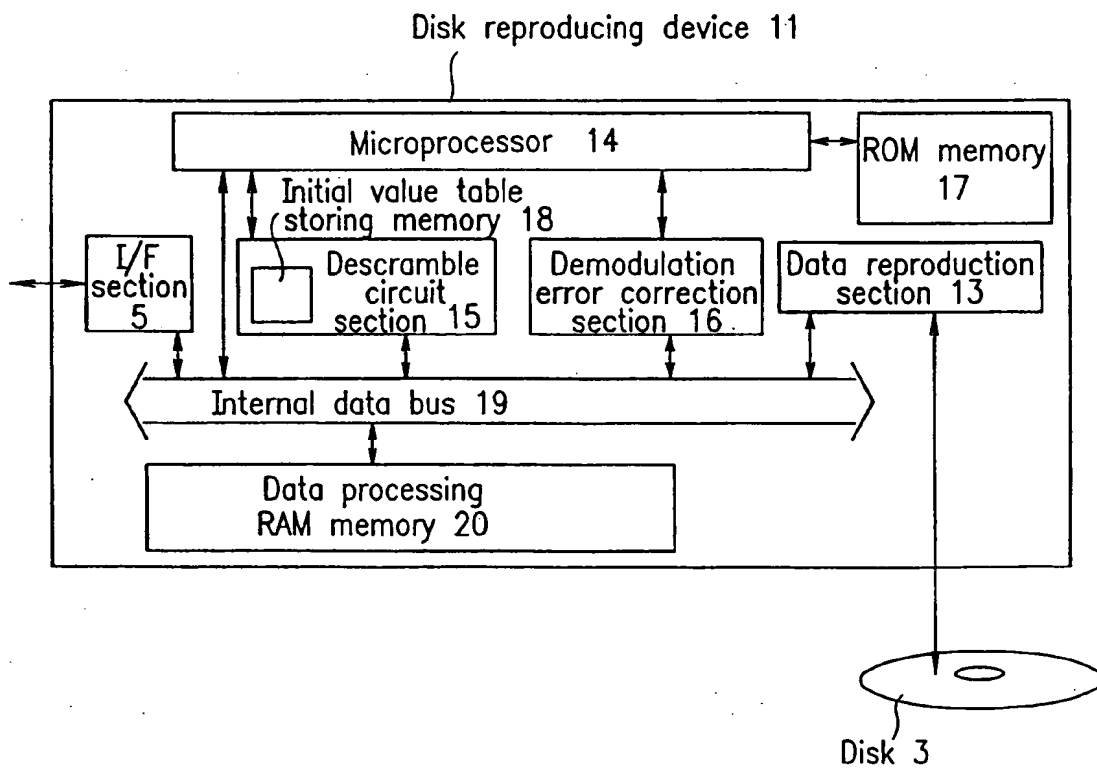 Disk reproducing device 11
Microprocessor 14
ROM memory
17
Initial value table
storing memory 18
I/F
section
5
Descramble
circuit
section 15
Demodulation
error correction
section 16
Data reproduction
section 13
Internal data bus 19
Data processing
RAM memory 20
Disk 3